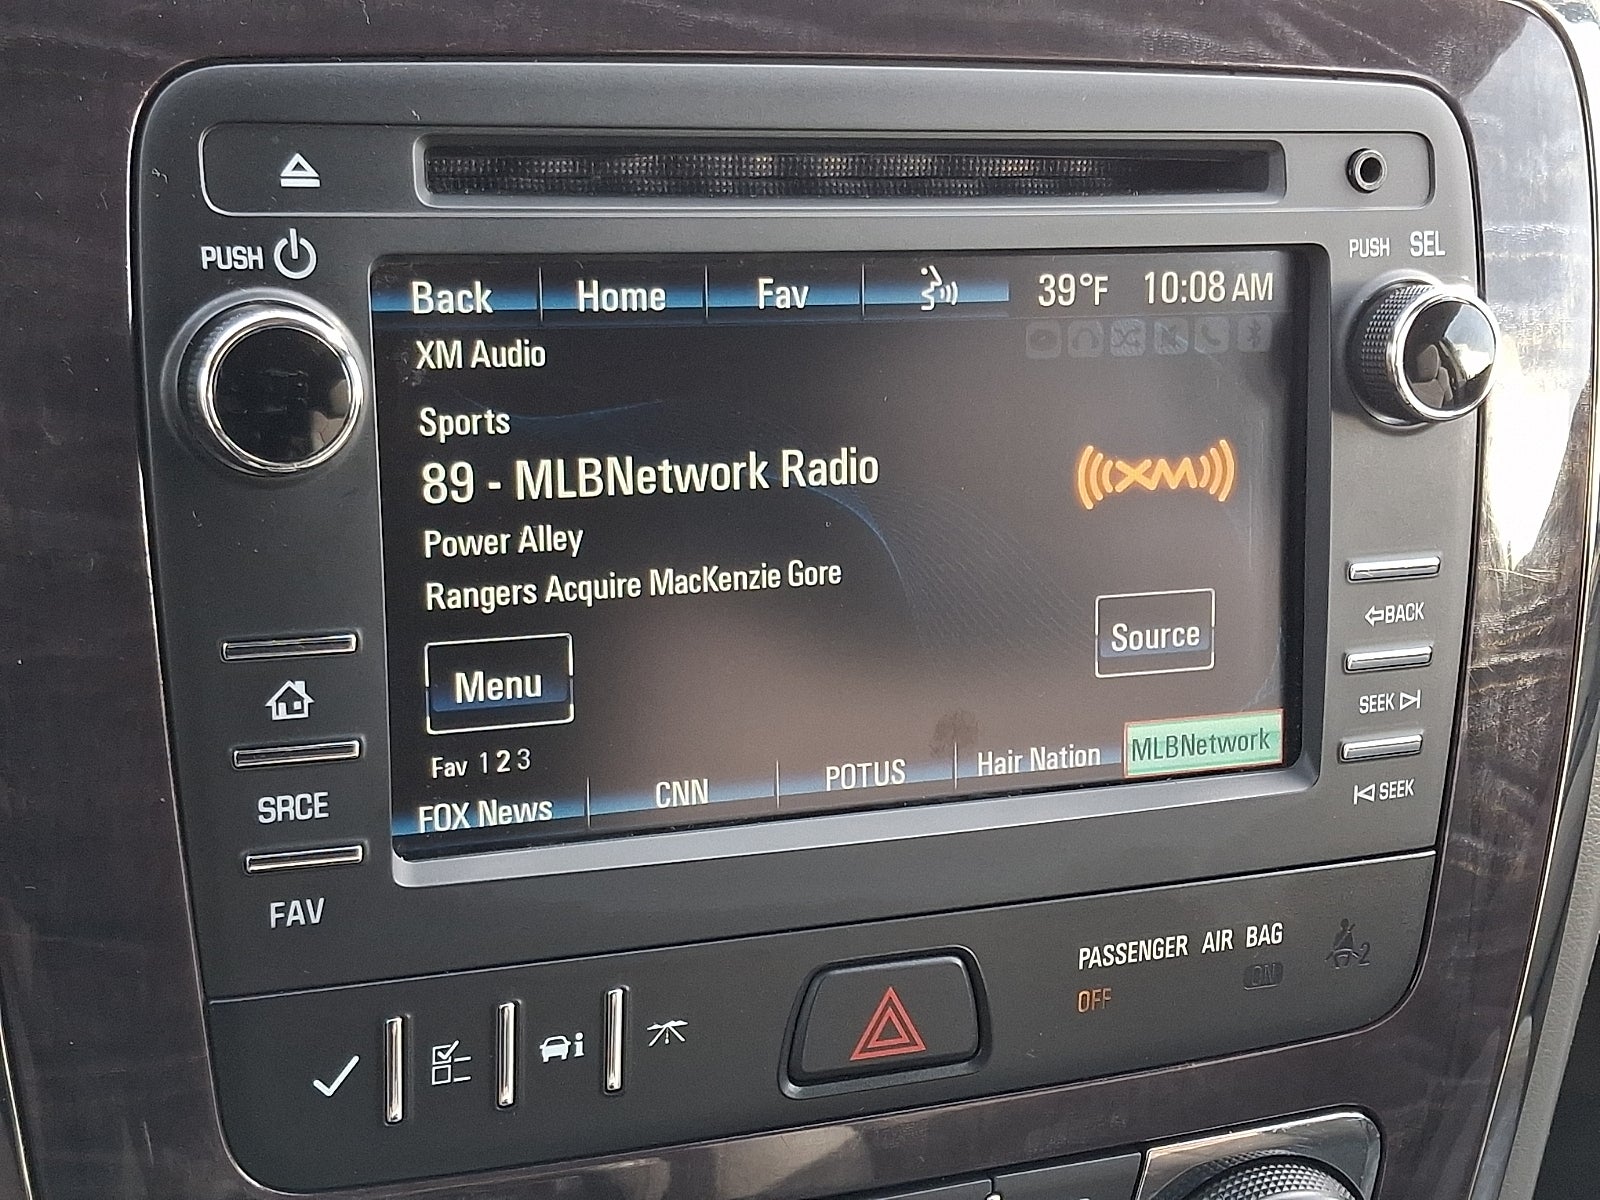 PUSH
PUSH SEL
Back Home Fav 39°F 10:08 AM
XM Audio
Sports
89 - MLBNetwork Radio
((( XM )))
Power Alley
Rangers Acquire MacKenzie Gore
Menu
Source
Fav 1 2 3
FOX News CNN POTUS Hair Nation MLBNetwork
BACK
SEEK
SEEK
SRCE
FAV
PASSENGER AIR BAG
OFF
ON
2
i